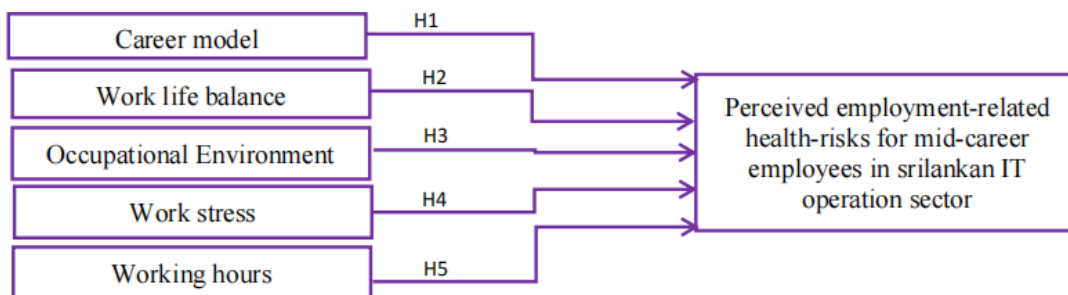 Career model
H1
Work life balance
H2
Occupational Environment
H3
Work stress
H4
Working hours
H5
Perceived employment-related
health-risks for mid-career
employees in srilankan IT
operation sector